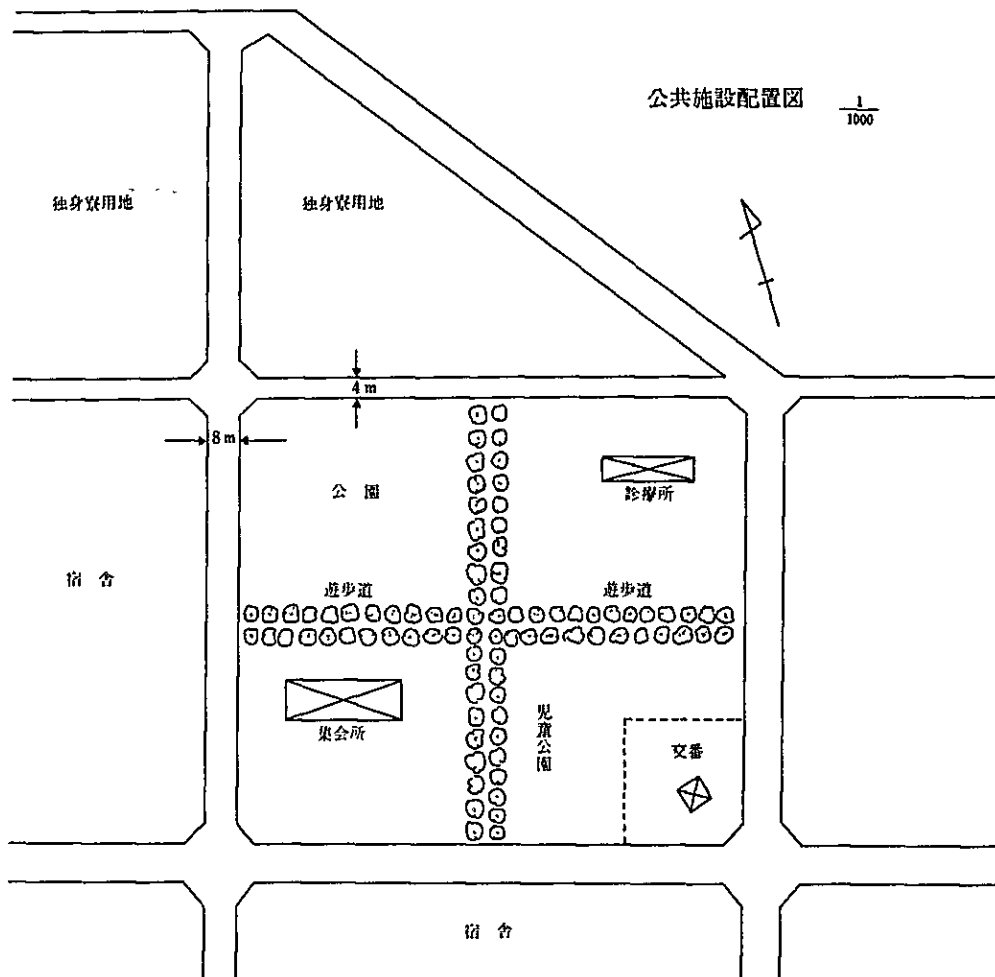 公共施設配置図 1/1000
独身寮用地
独身寮用地
4m
8m
公園
診療所
宿舎
遊歩道
遊歩道
集会所
児童公園
交番
宿舎